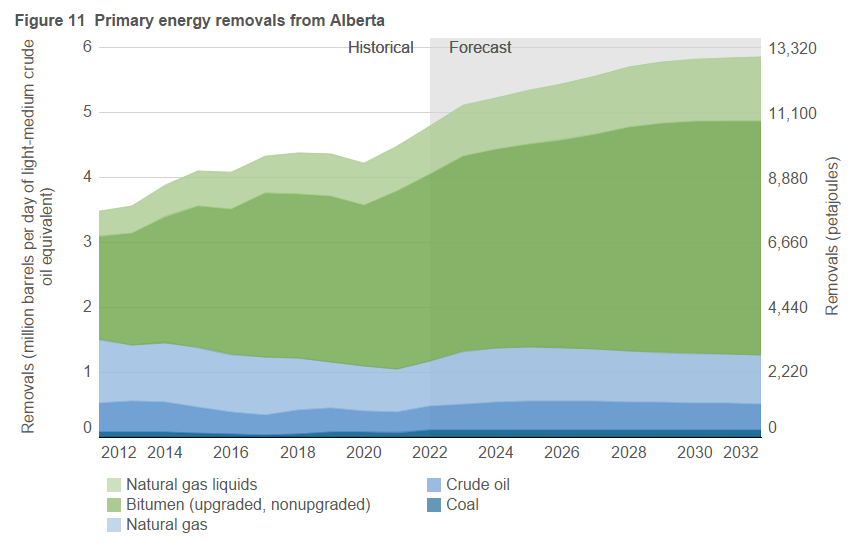 Figure 11 Primary energy removals from Alberta
Removals (million barrels per day of light-medium crude
oil equivalent)
6
5
4
3
2
1
0
Historical
Forecast
13,320
11,100
8,880
6,660
4,440
2,220
0
Removals (petajoules)
2012 2014 2016 2018 2020 2022 2024 2026 2028 2030 2032
Natural gas liquids
Bitumen (upgraded, nonupgraded)
Natural gas
Crude oil
Coal